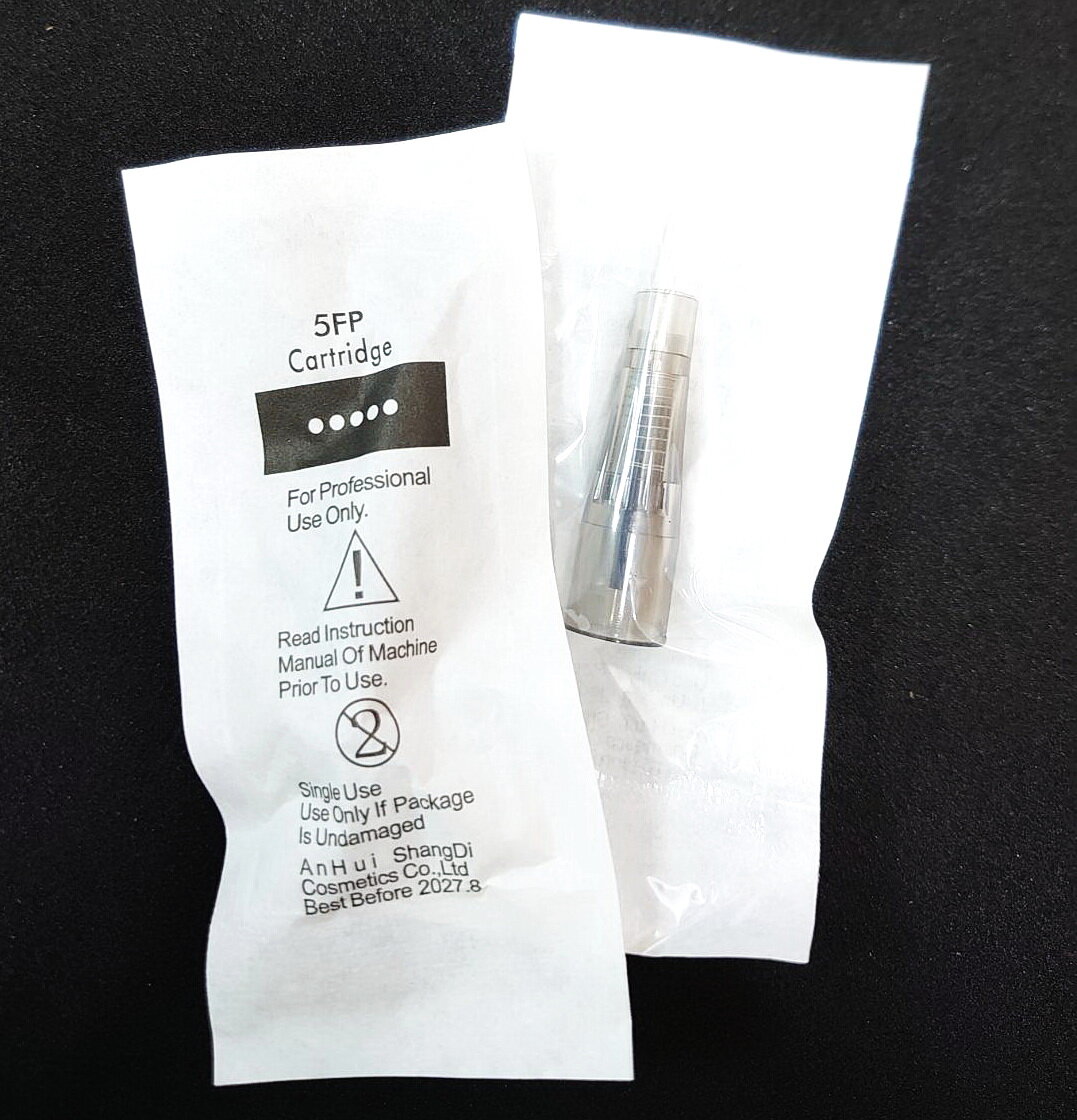 5FP
Cartridge
For Professional
Use Only.
!
Read Instruction
Manual Of Machine
Prior To Use.
2
Single Use
Use Only If Package
Is Undamaged
AnHui ShangDi
Cosmetics Co.,Ltd
Best Before 2027.8